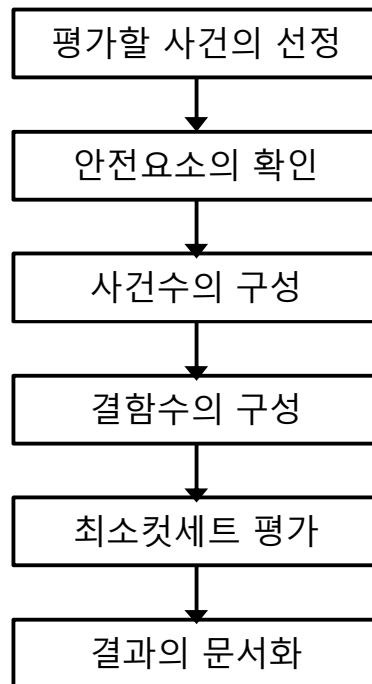 평가할 사건의 선정
안전요소의 확인
사건수의 구성
결함수의 구성
최소컷세트 평가
결과의 문서화